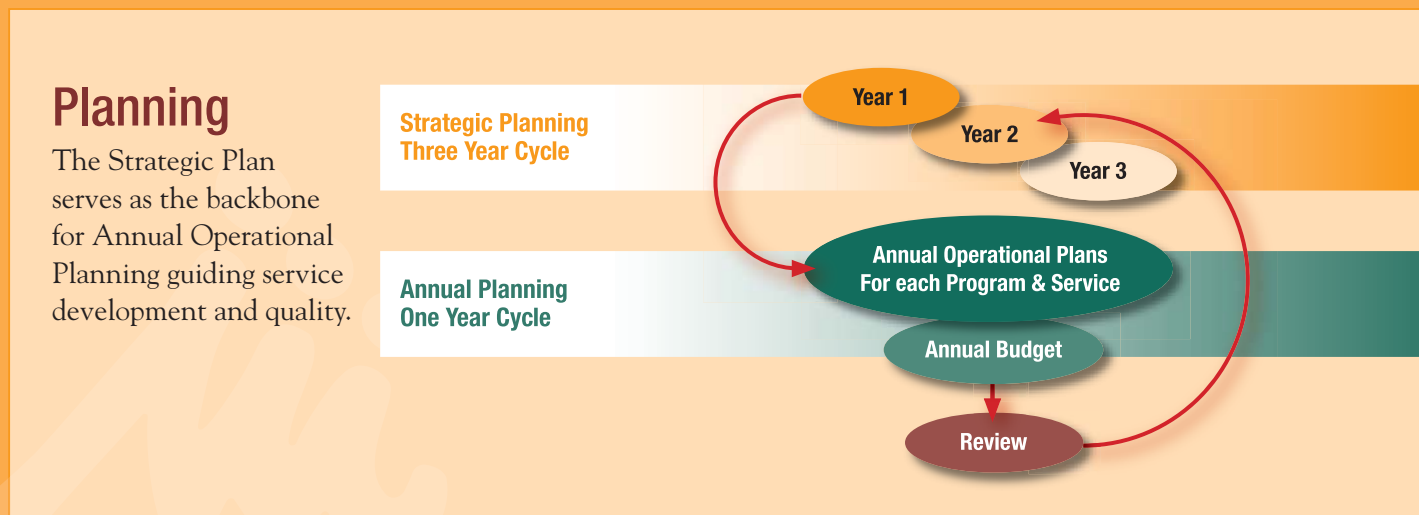 Planning
The Strategic Plan
serves as the backbone
for Annual Operational
Planning guiding service
development and quality.
Strategic Planning
Three Year Cycle
Year 1
Year 2
Year 3
Annual Planning
One Year Cycle
Annual Operational Plans
For each Program & Service
Annual Budget
Review